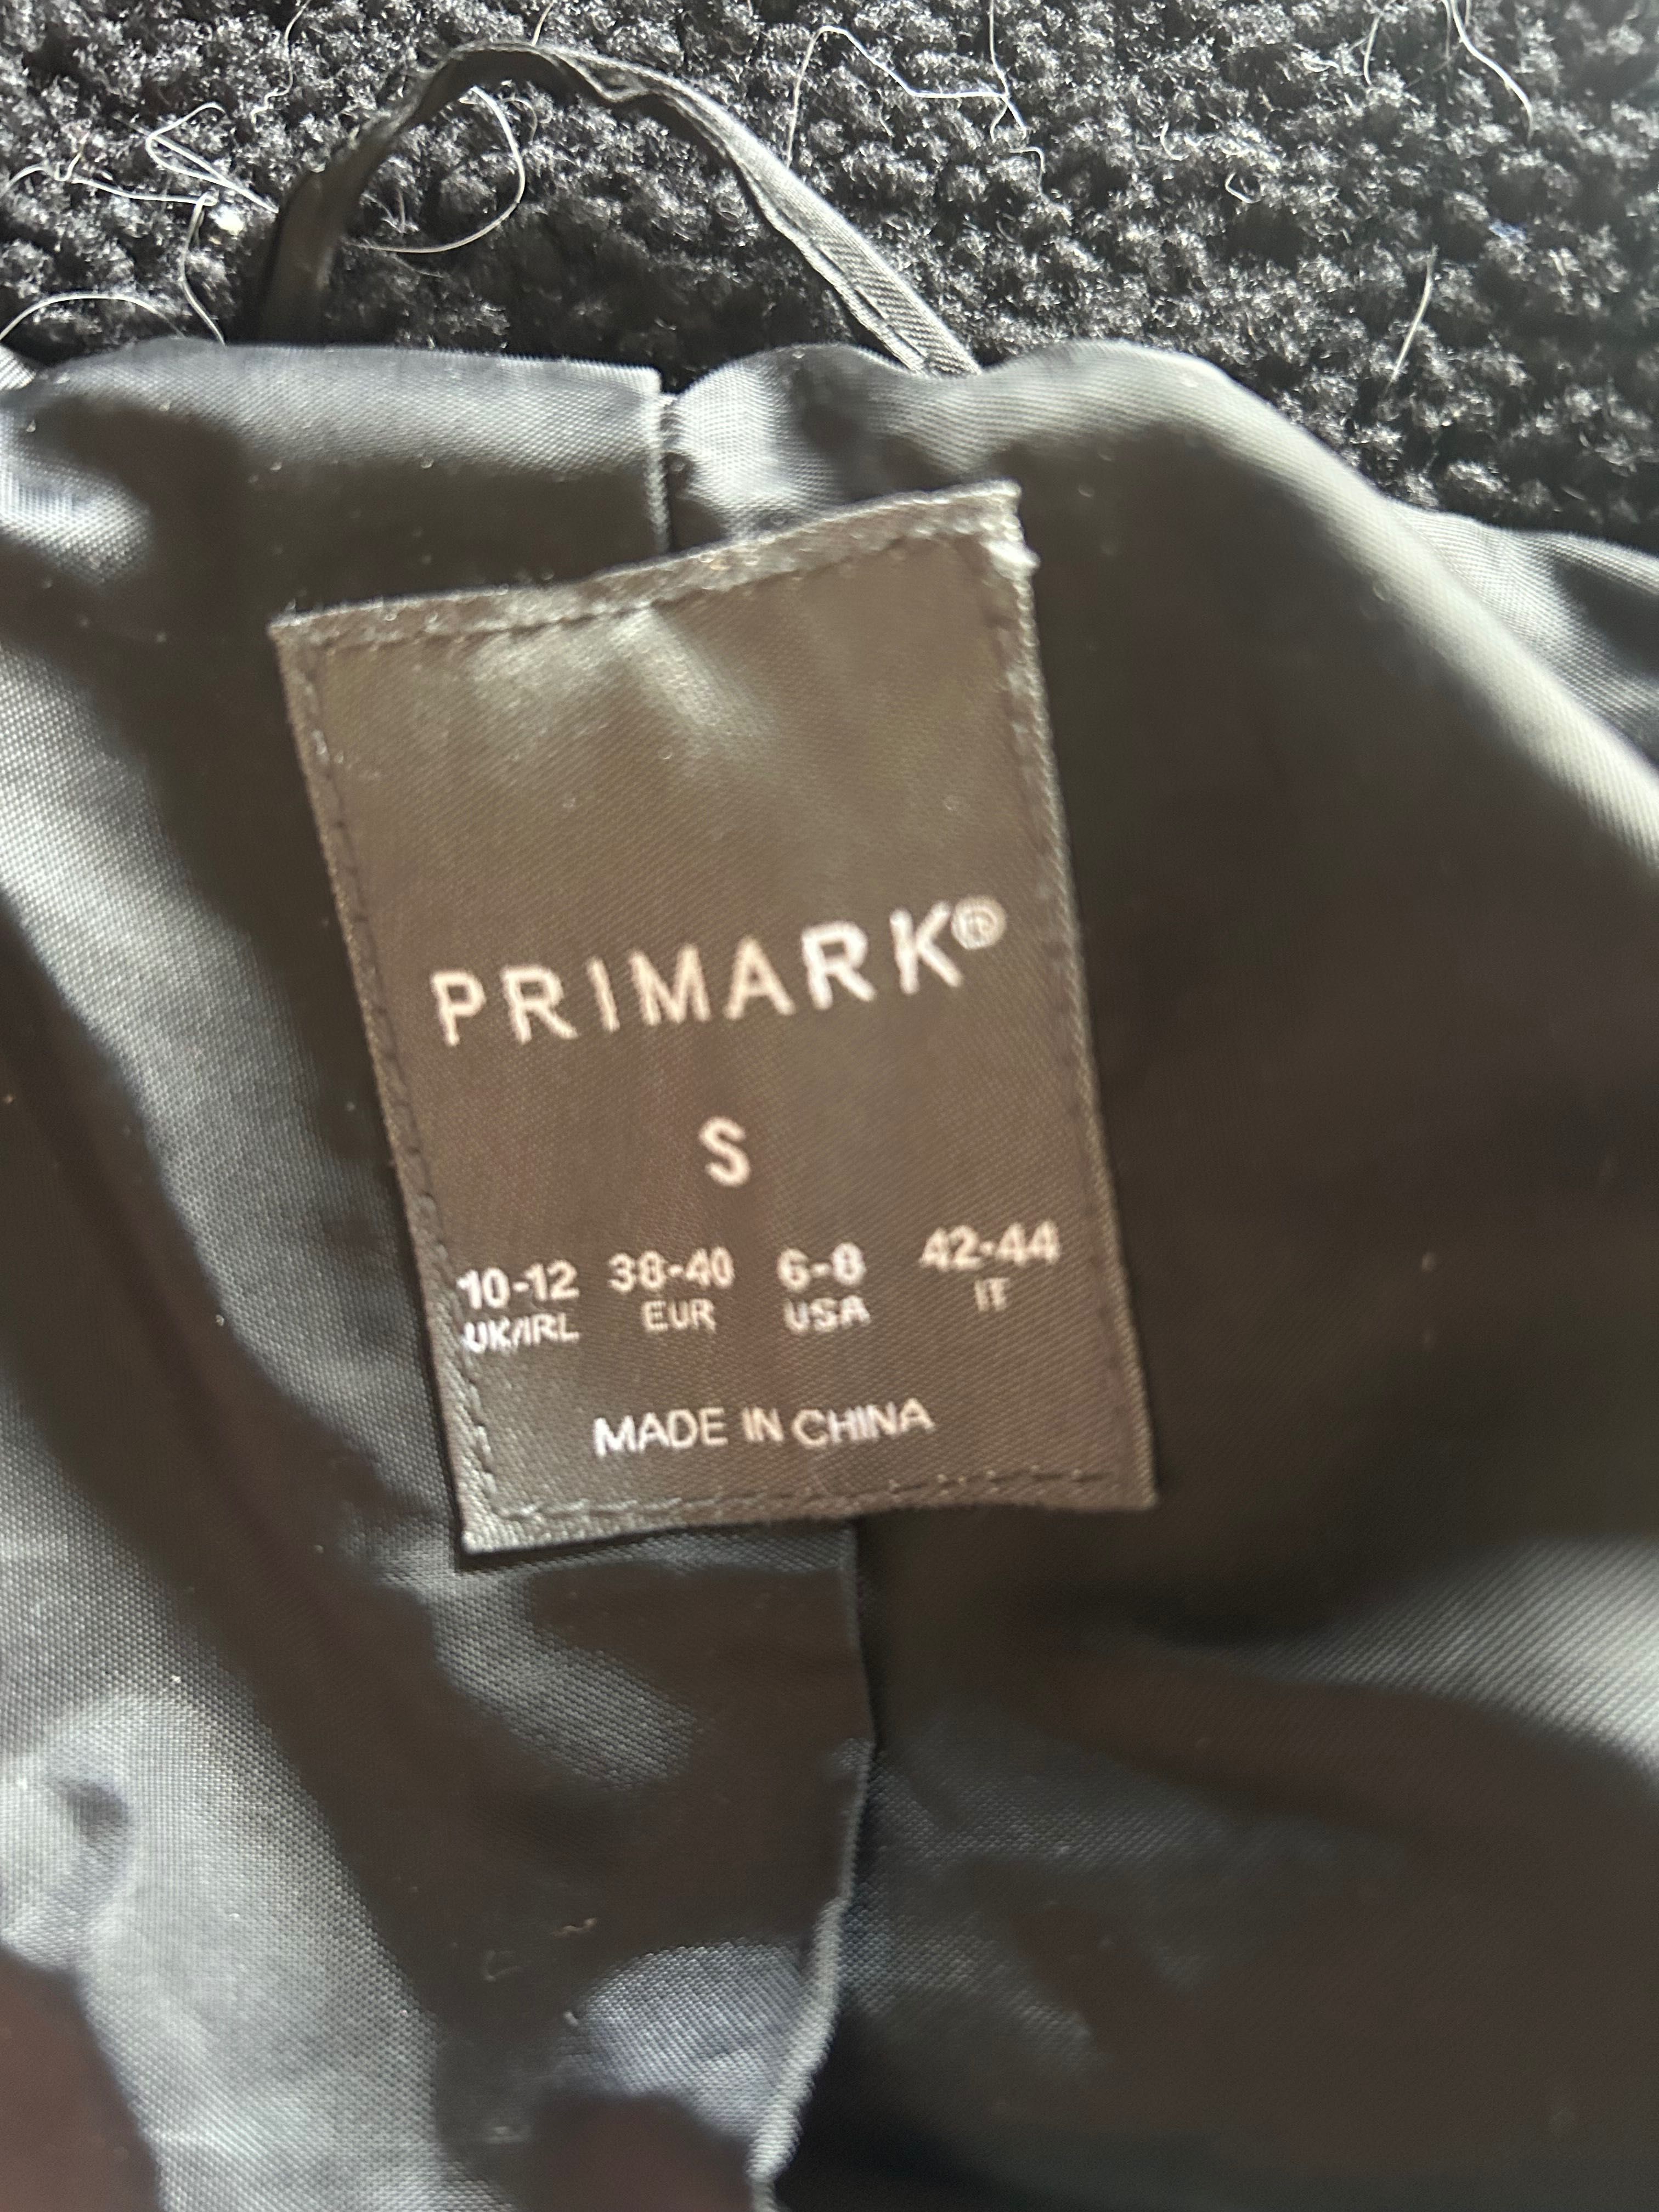 PRIMARK®
S
10-12 38-40 6-8 42-44
UK/IRL EUR USA IT
MADE IN CHINA